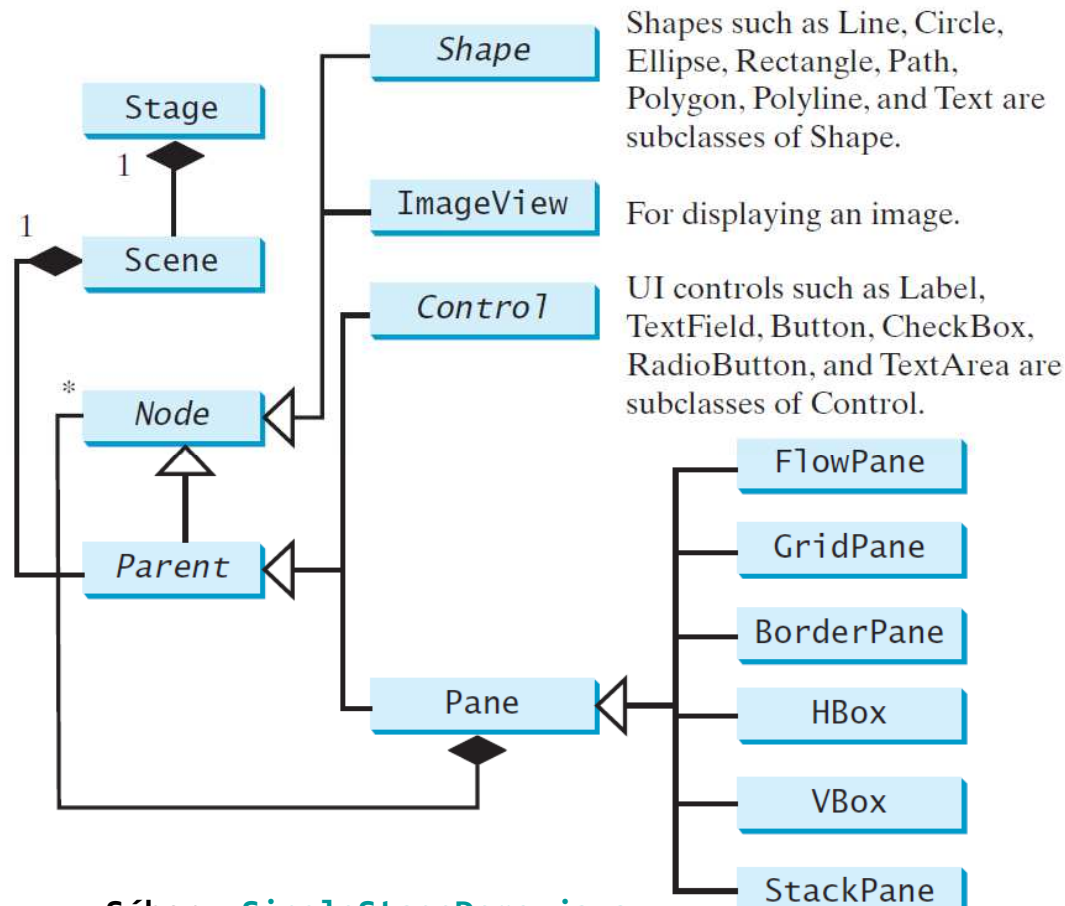 Shape
Shapes such as Line, Circle,
Ellipse, Rectangle, Path,
Polygon, Polyline, and Text are
subclasses of Shape.
Stage
1
ImageView
For displaying an image.
1
Scene
Control
UI controls such as Label,
TextField, Button, CheckBox,
RadioButton, and TextArea are
subclasses of Control.
*
Node
FlowPane
GridPane
Parent
BorderPane
Pane
HBox
VBox
StackPane